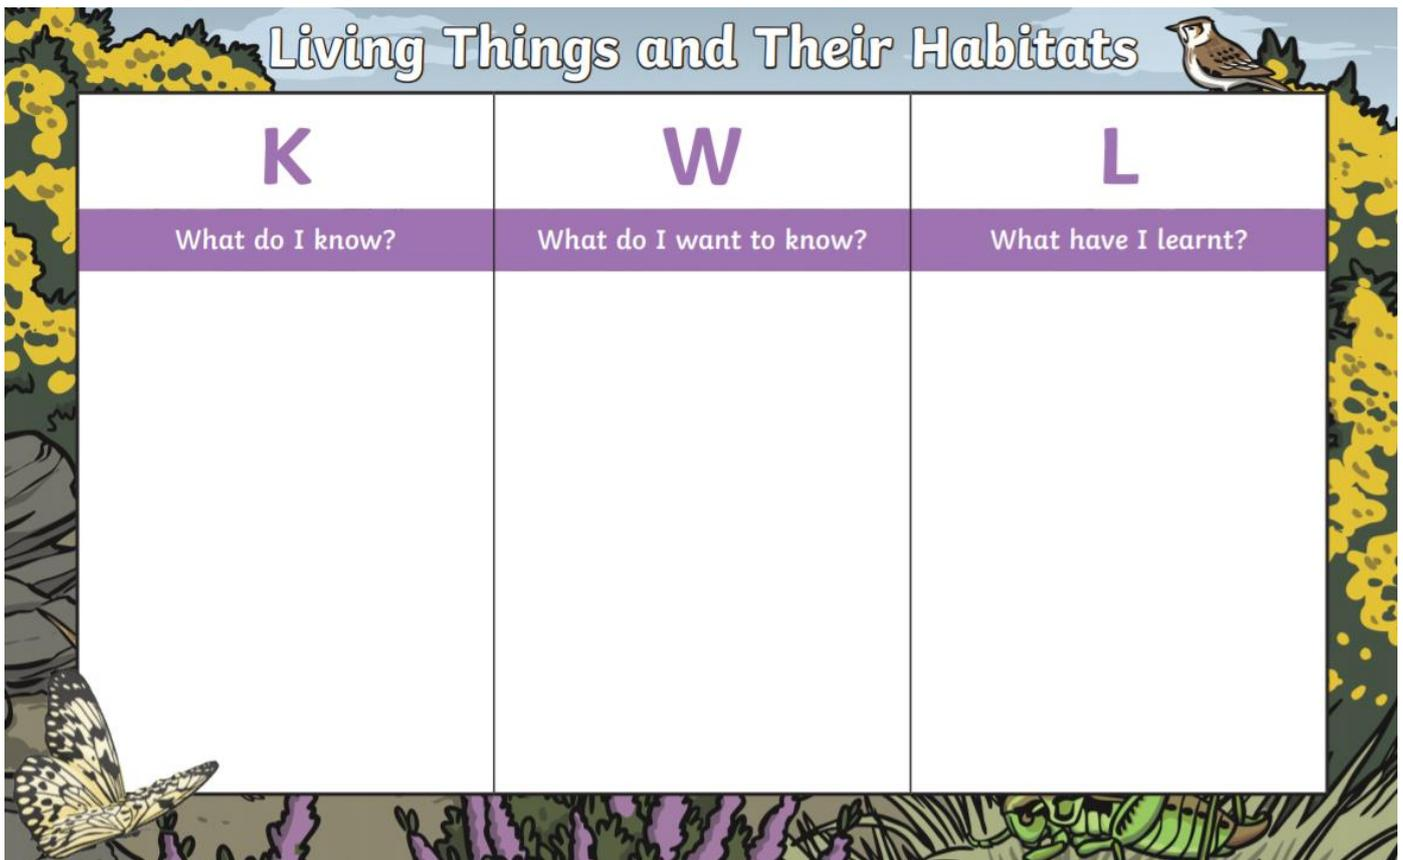 Living Things and Their Habitats
K
W
L
What do I know?
What do I want to know?
What have I learnt?